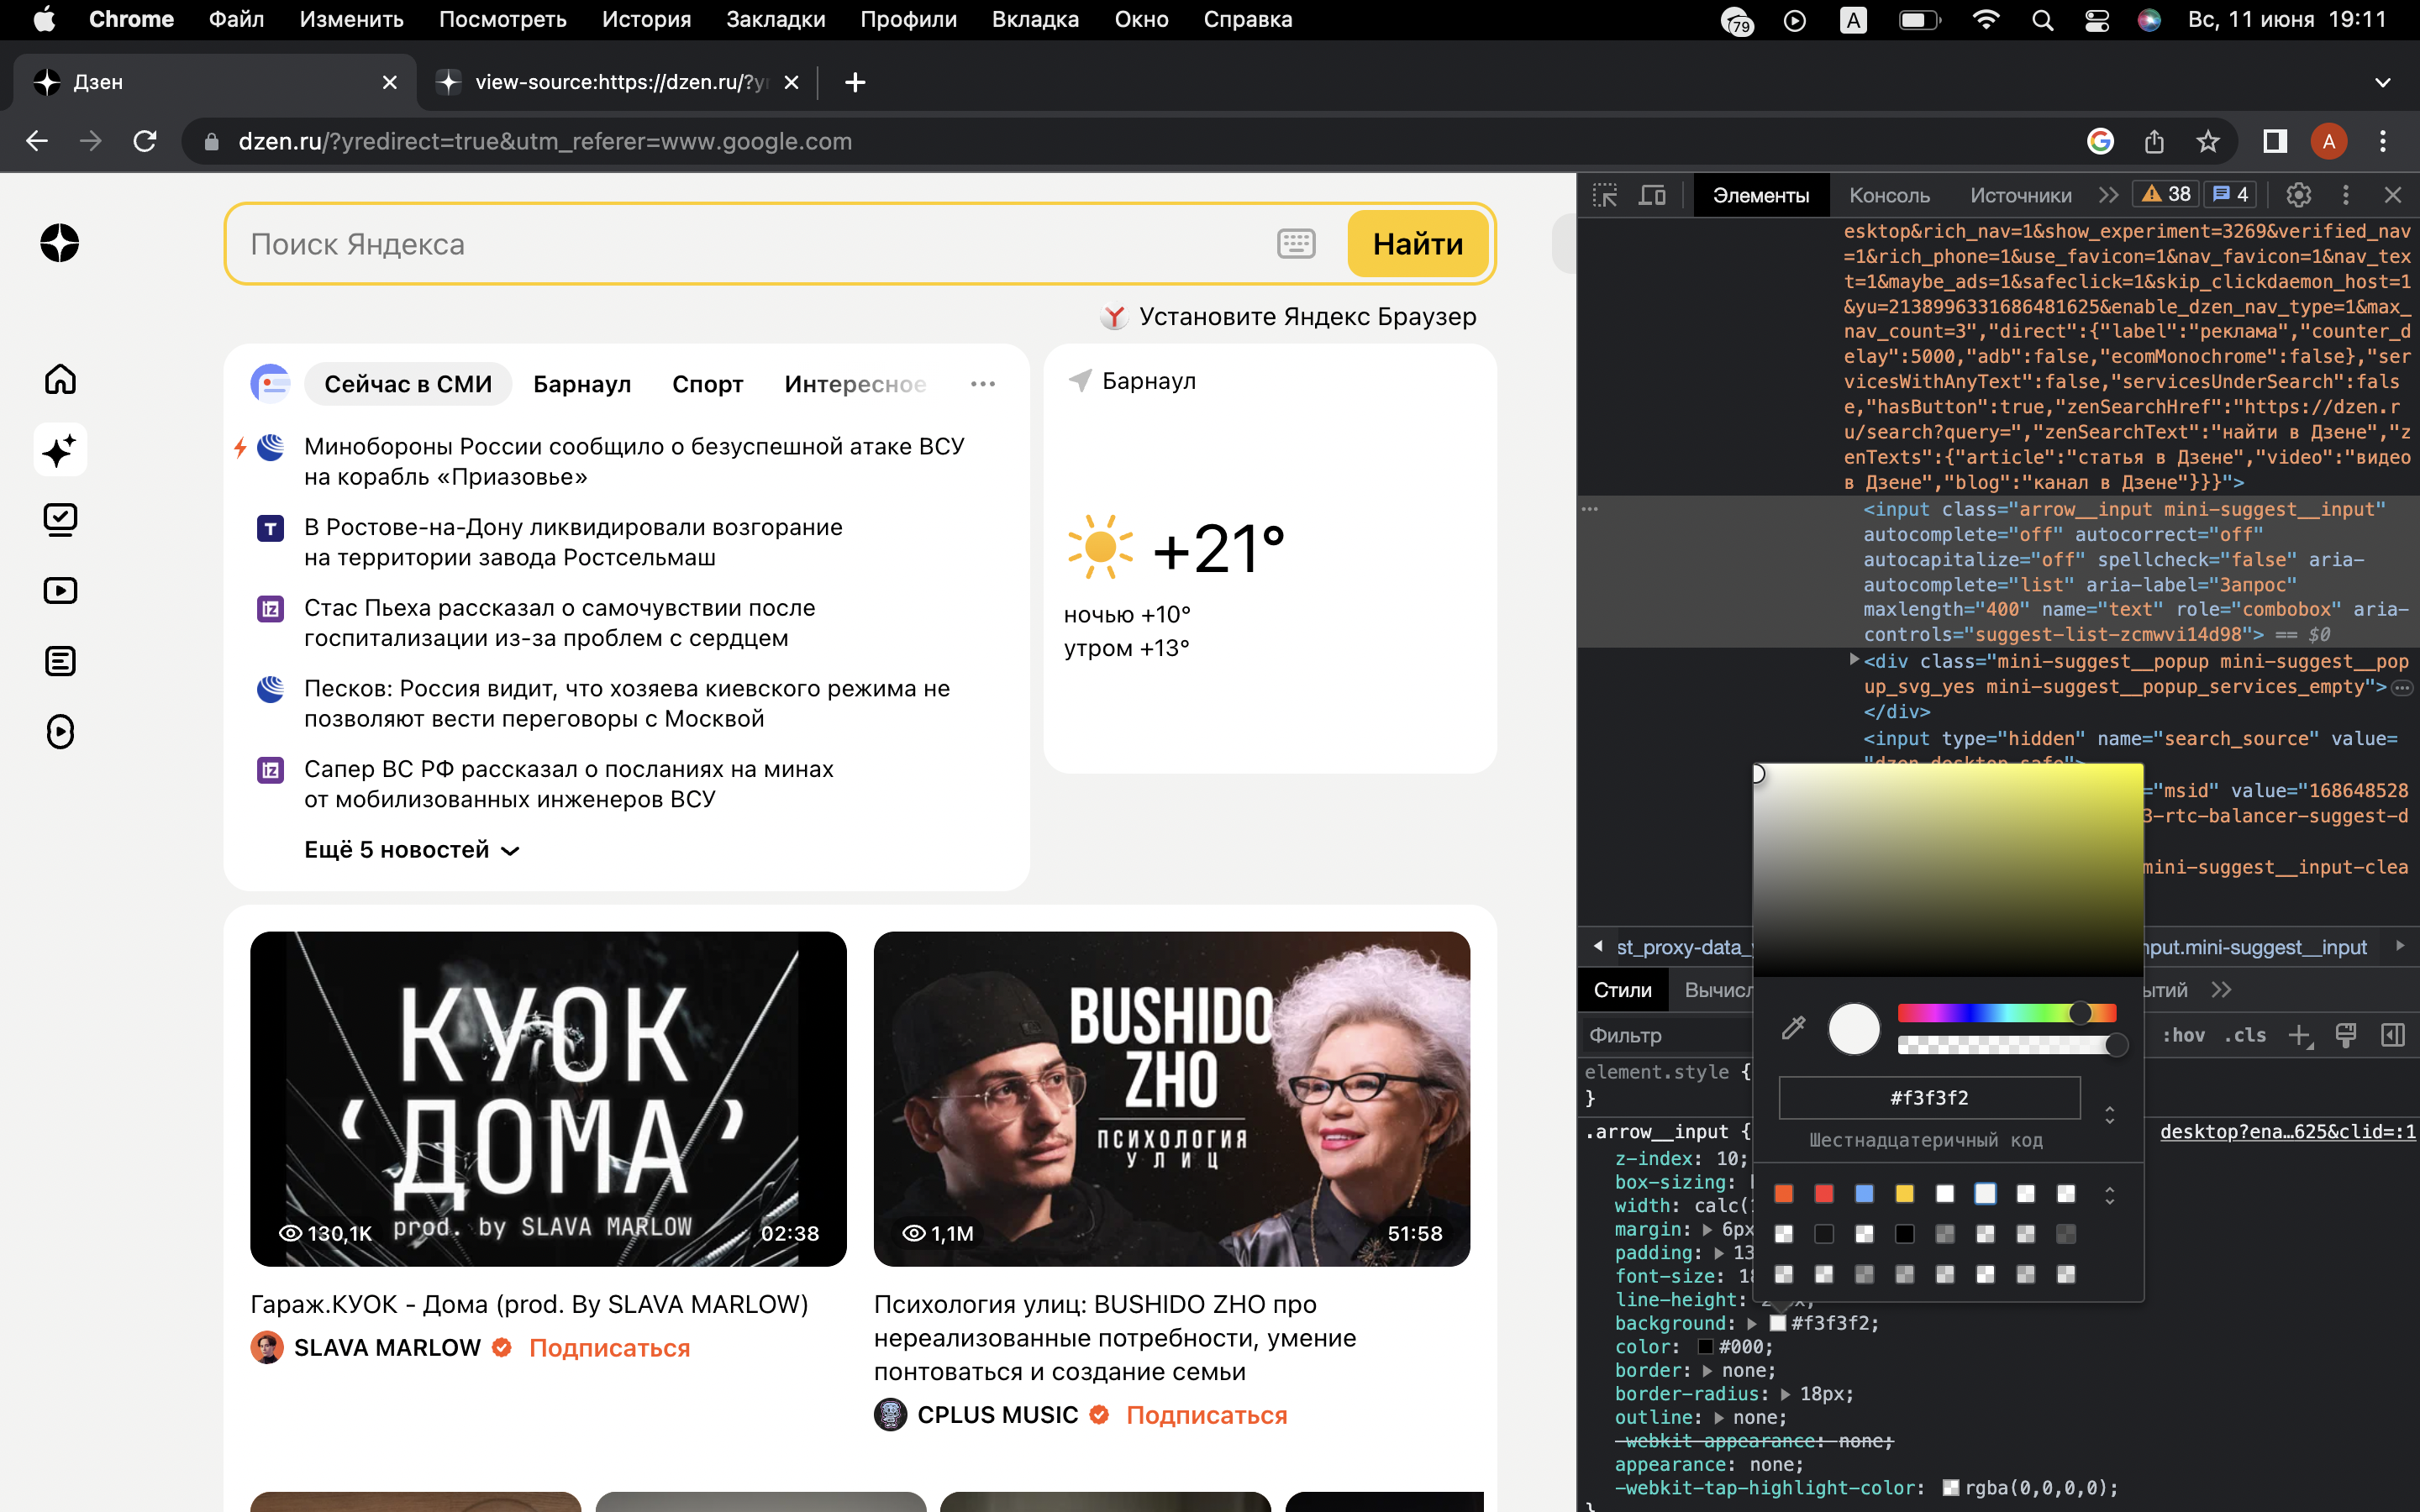 Chrome Файл Изменить Посмотреть История Закладки Профили Вкладка Окно Справка
79 A Вс, 11 июня 19:11
Дзен
view-source:https://dzen.ru/?y
dzen.ru/?yredirect=true&utm_referer=www.google.com
A
Поиск Яндекса
Найти
Установите Яндекс Браузер
Сейчас в СМИ Барнаул Спорт Интересное
Минобороны России сообщило о безуспешной атаке ВСУ
на корабль «Приазовье»
T
В Ростове-на-Дону ликвидировали возгорание
на территории завода Ростсельмаш
iz
Стас Пьеха рассказал о самочувствии после
госпитализации из-за проблем с сердцем
Песков: Россия видит, что хозяева киевского режима не
позволяют вести переговоры с Москвой
iz
Сапер ВС РФ рассказал о посланиях на минах
от мобилизованных инженеров ВСУ
Ещё 5 новостей
Барнаул
+21°
ночью +10°
утром +13°
КУОК
‘ДОМА’
prod. by SLAVA MARLOW
130,1K
02:38
BUSHIDO
ZHO
ПСИХОЛОГИЯ
УЛИЦ
1,1M
51:58
Гараж.КУОК - Дома (prod. By SLAVA MARLOW)
SLAVA MARLOW Подписаться
Психология улиц: BUSHIDO ZHO про
нереализованные потребности, умение
понтоваться и создание семьи
CPLUS MUSIC Подписаться
Элементы Консоль Источники 38 4
esktop&rich_nav=1&show_experiment=3269&verified_nav
=1&rich_phone=1&use_favicon=1&nav_favicon=1&nav_tex
t=1&maybe_ads=1&safeclick=1&skip_clickdaemon_host=1
&yu=2138996331686481625&enable_dzen_nav_type=1&max_
nav_count=3","direct":{"label":"реклама","counter_d
elay":5000,"adb":false,"ecomMonochrome":false},"ser
vicesWithAnyText":false,"servicesUnderSearch":fals
e,"hasButton":true,"zenSearchHref":"https://dzen.r
u/search?query=","zenSearchText":"найти в Дзене","z
enTexts":{"article":"статья в Дзене","video":"видео
в Дзене","blog":"канал в Дзене"}}}">
<input class="arrow__input mini-suggest__input"
autocomplete="off" autocorrect="off"
autocapitalize="off" spellcheck="false" aria-
autocomplete="list" aria-label="Запрос"
maxlength="400" name="text" role="combobox" aria-
controls="suggest-list-zcmwvi14d98"> == $0
<div class="mini-suggest__popup mini-suggest__pop
up_svg_yes mini-suggest__popup_services_empty">
</div>
<input type="hidden" name="search_source" value=
"dzen_desktop_safe">
="msid" value="168648528
3-rtc-balancer-suggest-d
mini-suggest__input-clea
st_proxy-data_ nput.mini-suggest__input
Стили Вычисл ытий
Фильтр :hov .cls
element.style {
}
#f3f3f2
Шестнадцатеричный код
.arrow__input { desktop?ena…625&clid=:1
z-index: 10;
box-sizing:
width: calc(
margin: 6px
padding: 13
font-size: 18
line-height:
background: #f3f3f2;
color: #000;
border: none;
border-radius: 18px;
outline: none;
-webkit-appearance: none;
appearance: none;
-webkit-tap-highlight-color: rgba(0,0,0,0);
}